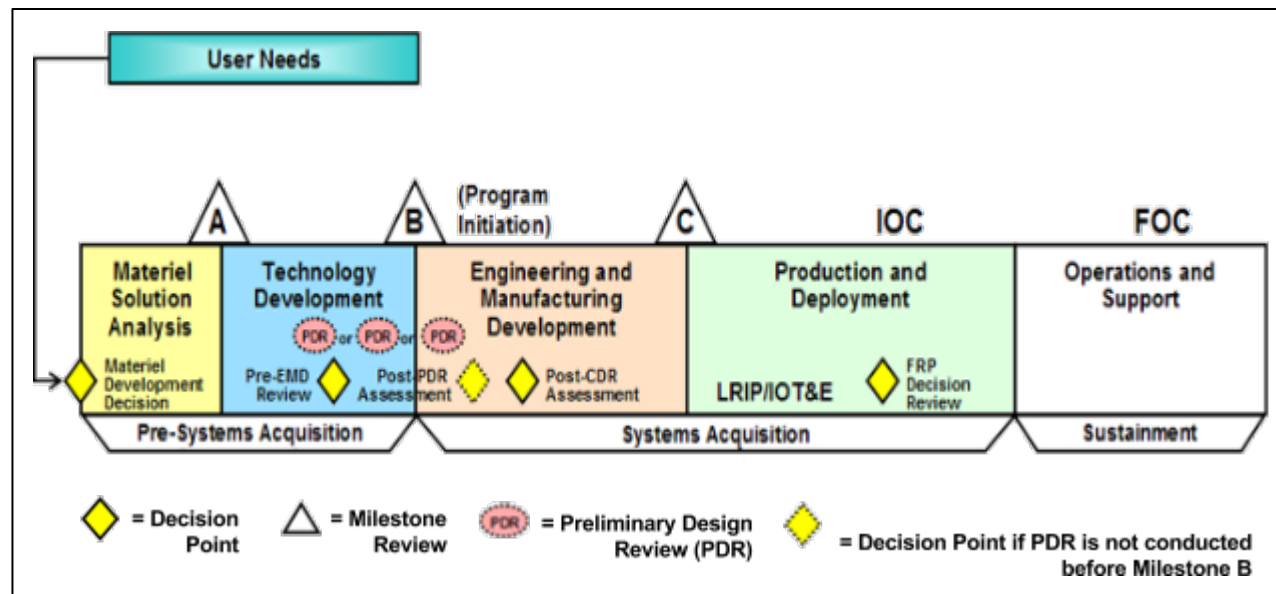 User Needs
A
B
(Program
Initiation)
C
IOC
FOC
Materiel
Solution
Analysis
Technology
Development
Engineering and
Manufacturing
Development
Production and
Deployment
Operations and
Support
PDR or PDR or PDR
Materiel
Development
Decision
Pre-EMD
Review
Post-PDR
Assessment
Post-CDR
Assessment
LRIP/IOT&E
FRP
Decision
Review
Pre-Systems Acquisition
Systems Acquisition
Sustainment
= Decision
Point
= Milestone
Review
PDR
= Preliminary Design
Review (PDR)
= Decision Point if PDR is not conducted
before Milestone B